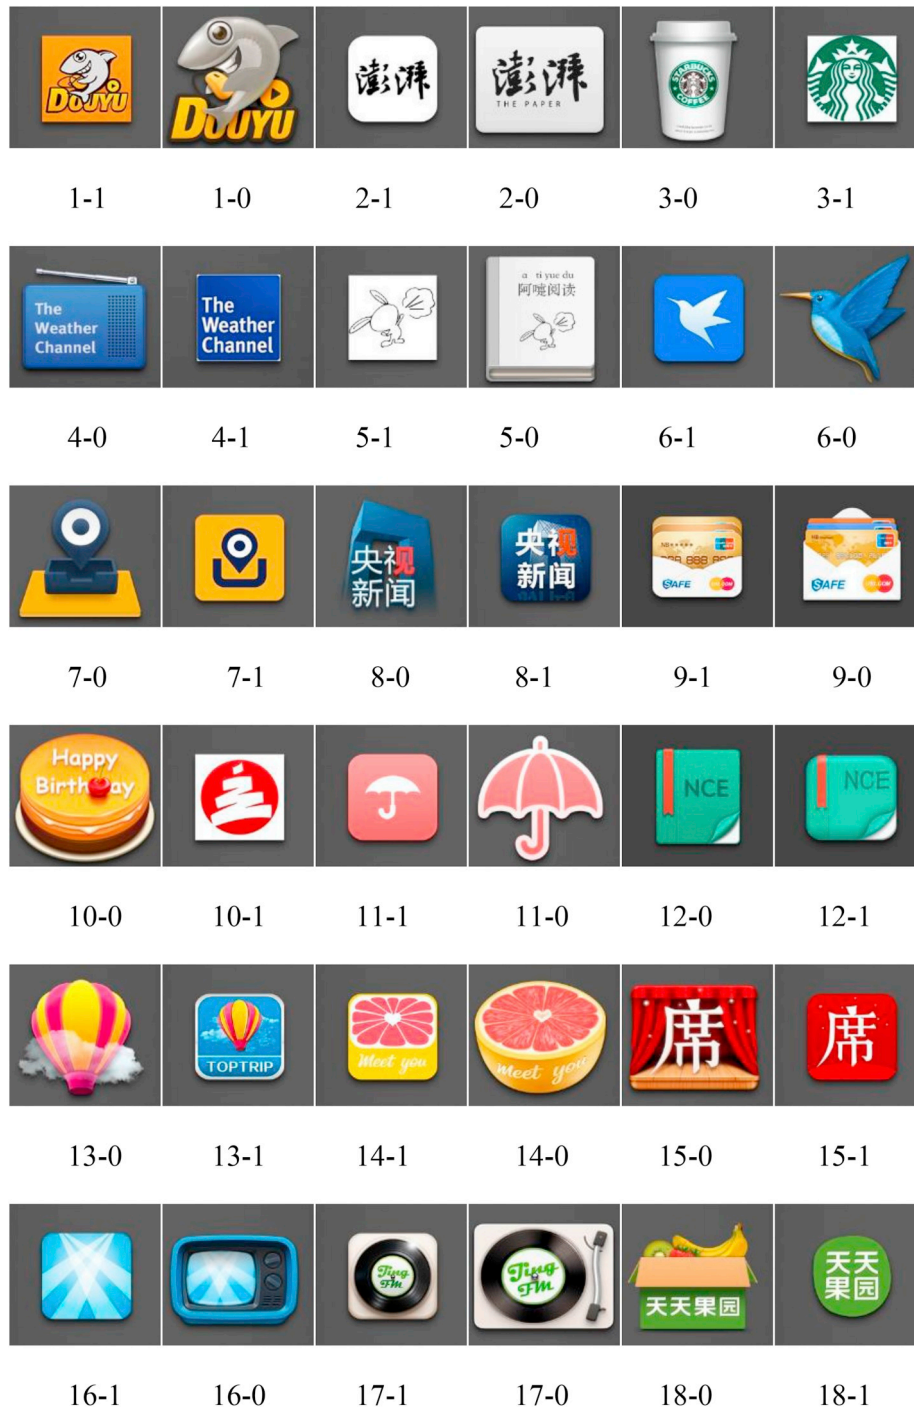 DOUYU
DOUYU
澎湃
澎湃
THE PAPER
STARBUCKS
COFFEE
1-1
1-0
2-1
2-0
3-0
3-1
The
Weather
Channel
The
Weather
Channel
a ti yue du
阿嚏阅读
4-0
4-1
5-1
5-0
6-1
6-0
央视
新闻
央视
新闻
SAFE
SAFE
7-0
7-1
8-0
8-1
9-1
9-0
Happy
Birthday
NCE
NCE
10-0
10-1
11-1
11-0
12-0
12-1
TOPTRIP
Meet you
Meet you
席
席
13-0
13-1
14-1
14-0
15-0
15-1
Ting
FM
Ting
FM
天天果园
天天
果园
16-1
16-0
17-1
17-0
18-0
18-1